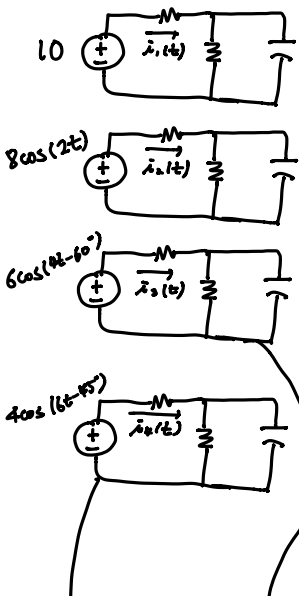 10
+
i₁(t)
8cos(2t)
+
i₂(t)
6cos(4t-60°)
+
i₃(t)
4cos(6t-45°)
+
i₄(t)